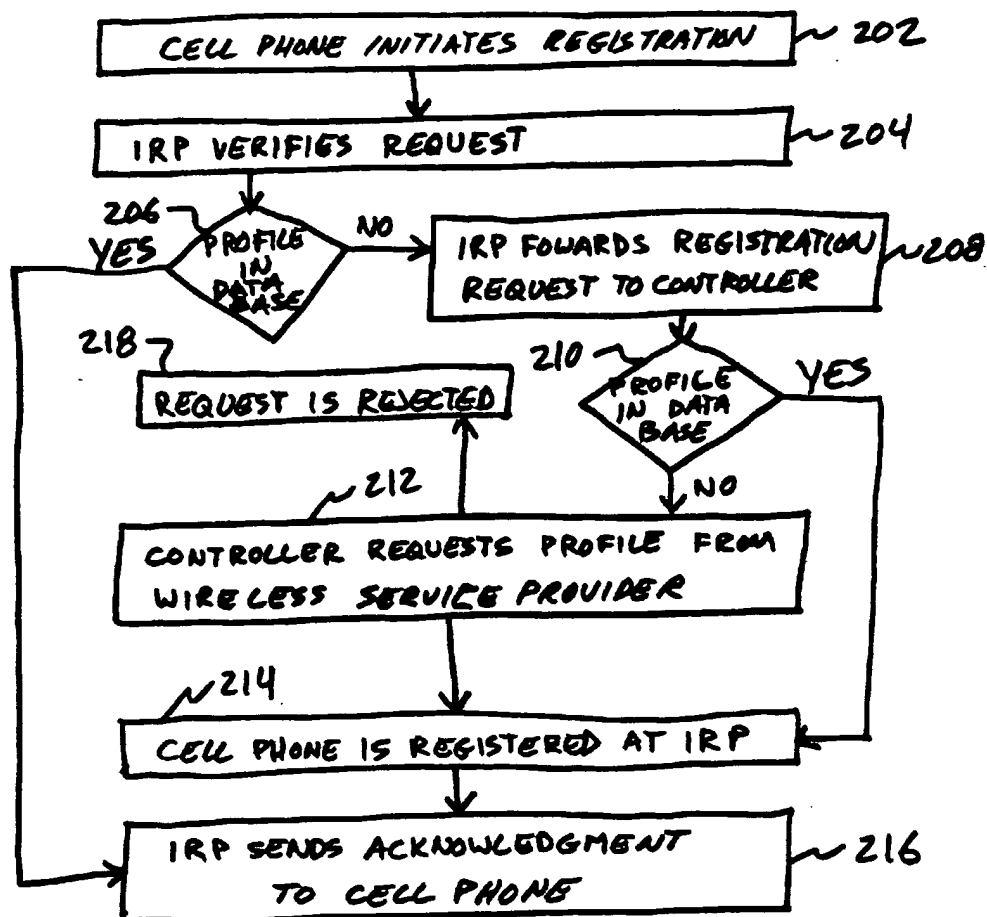 CELL PHONE INITIATES REGISTRATION
202
IRP VERIFIES REQUEST
204
206
PROFILE
IN
DATA
BASE
YES
NO
IRP FOWARDS REGISTRATION
REQUEST TO CONTROLLER
208
218
REQUEST IS REJECTED
210
PROFILE
IN DATA
BASE
YES
NO
212
CONTROLLER REQUESTS PROFILE FROM
WIRELESS SERVICE PROVIDER
214
CELL PHONE IS REGISTERED AT IRP
IRP SENDS ACKNOWLEDGMENT
TO CELL PHONE
216